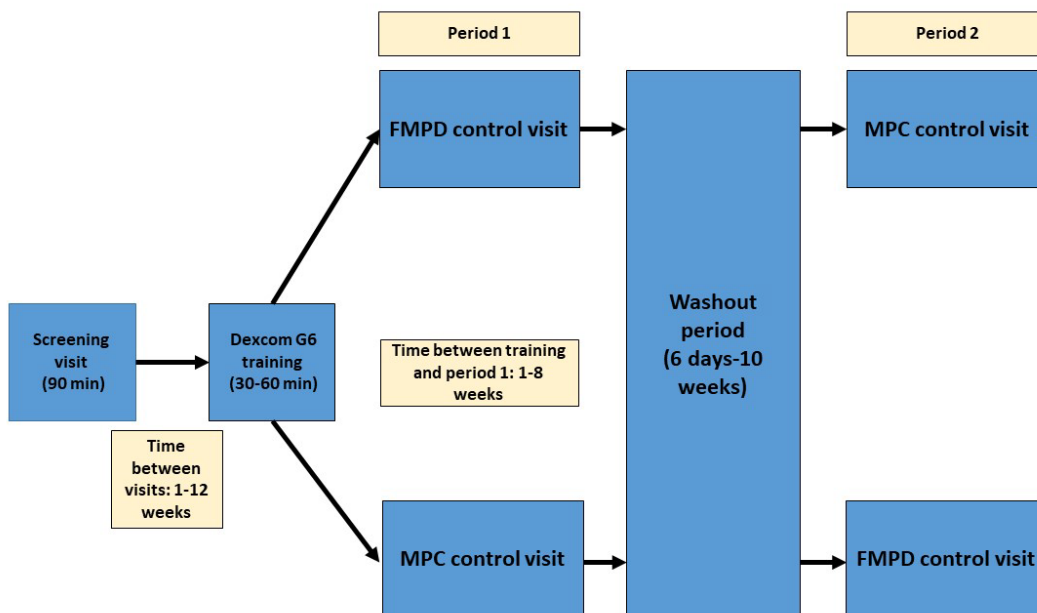 Period 1
Period 2
FMPD control visit
MPC control visit
Screening
visit
(90 min)
Dexcom G6
training
(30-60 min)
Time between training
and period 1: 1-8
weeks
Washout
period
(6 days-10
weeks)
Time
between
visits: 1-12
weeks
MPC control visit
FMPD control visit